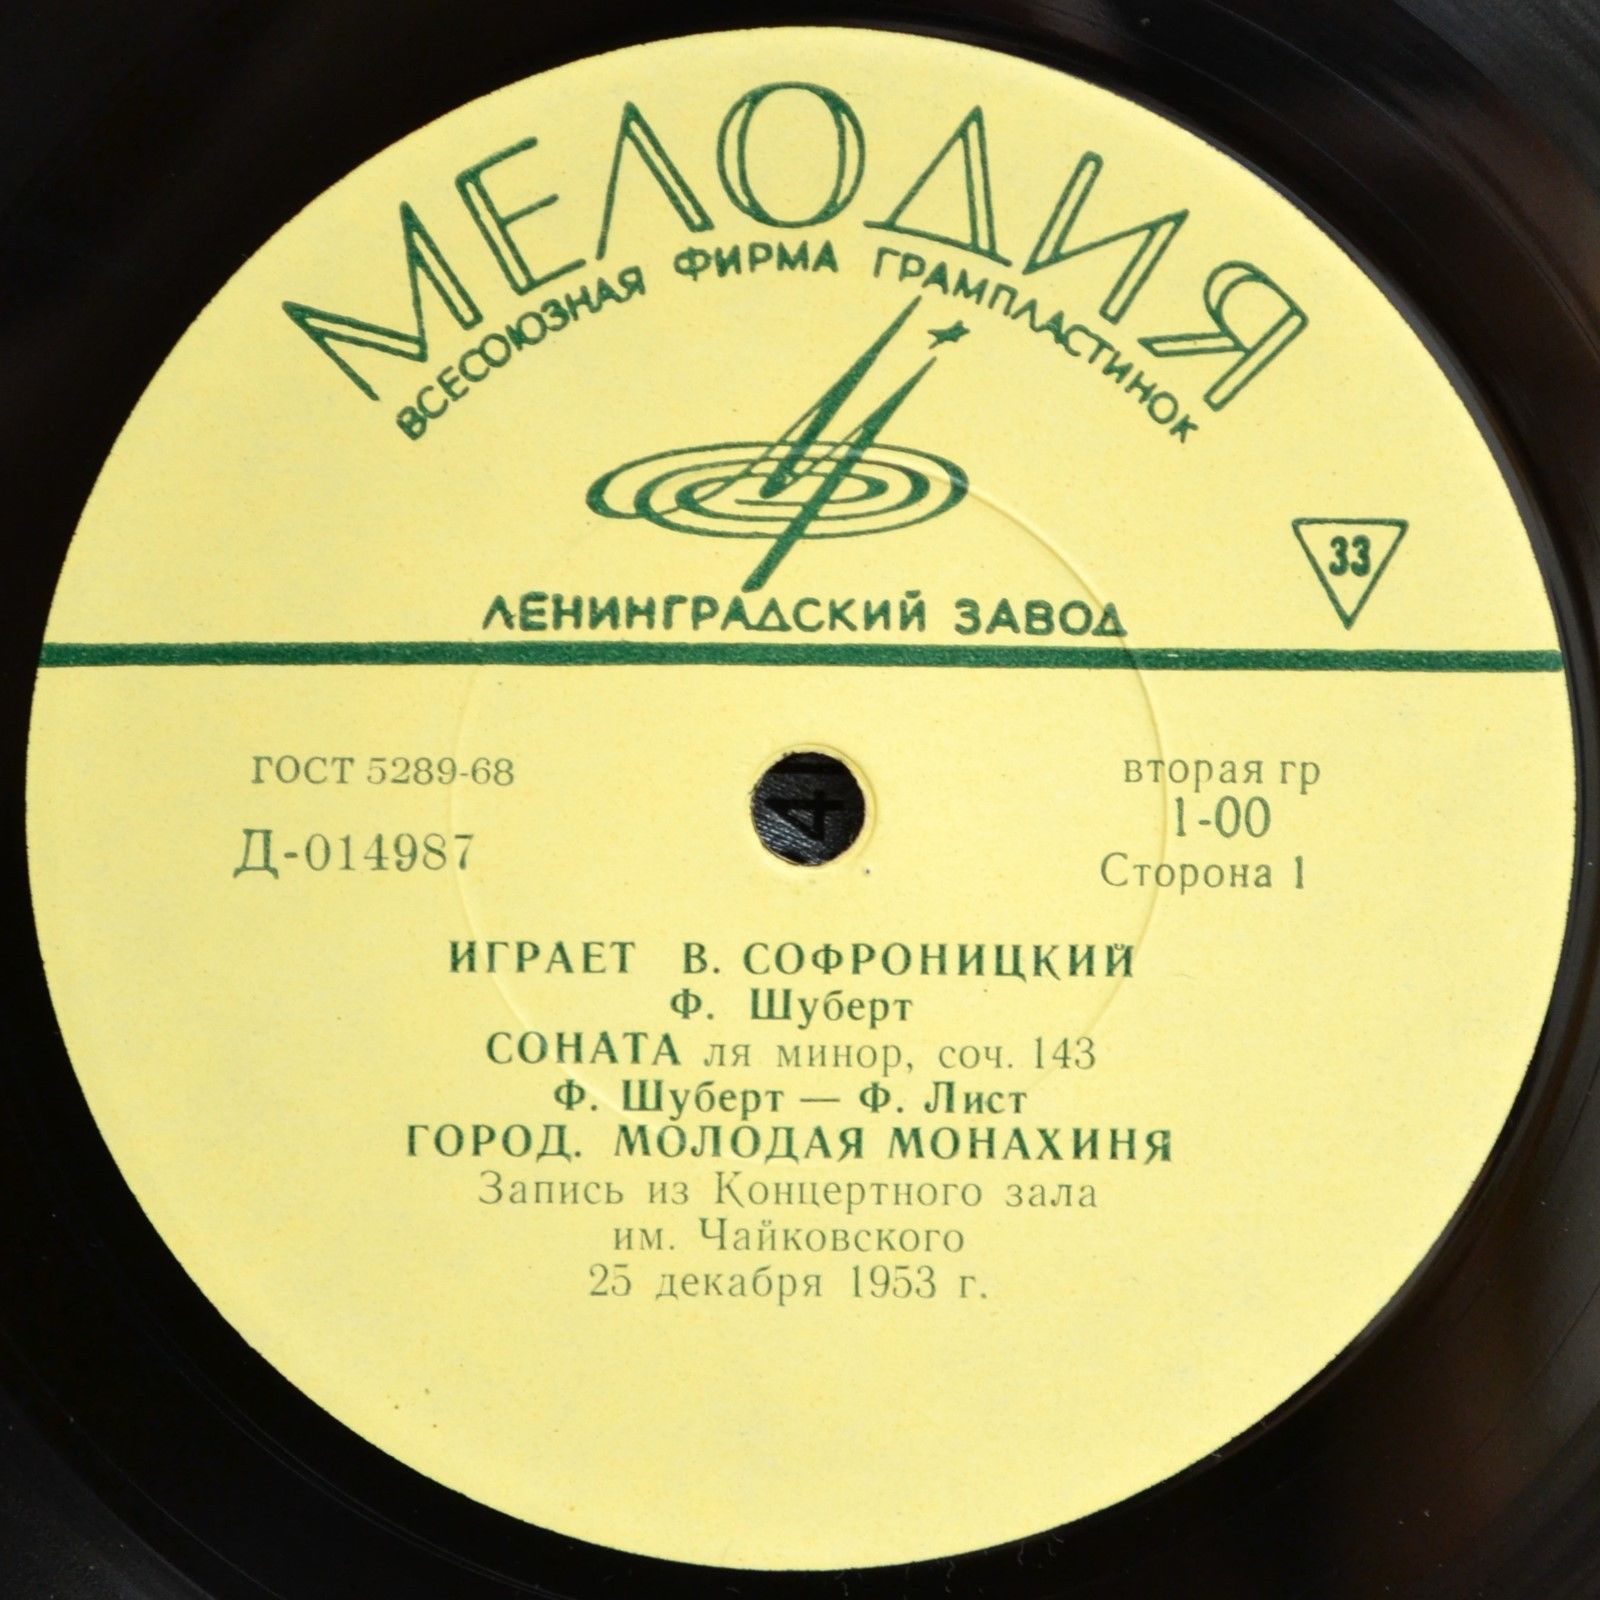 МЕЛОДИЯ
ВСЕСОЮЗНАЯ ФИРМА ГРАМПЛАСТИНОК
33
ЛЕНИНГРАДСКИЙ ЗАВОД
ГОСТ 5289-68
вторая гр
Д-014987
1-00
Сторона 1
4
ИГРАЕТ В. СОФРОНИЦКИЙ
Ф. Шуберт
СОНАТА ля минор, соч. 143
Ф. Шуберт — Ф. Лист
ГОРОД. МОЛОДАЯ МОНАХИНЯ
Запись из Концертного зала
им. Чайковского
25 декабря 1953 г.